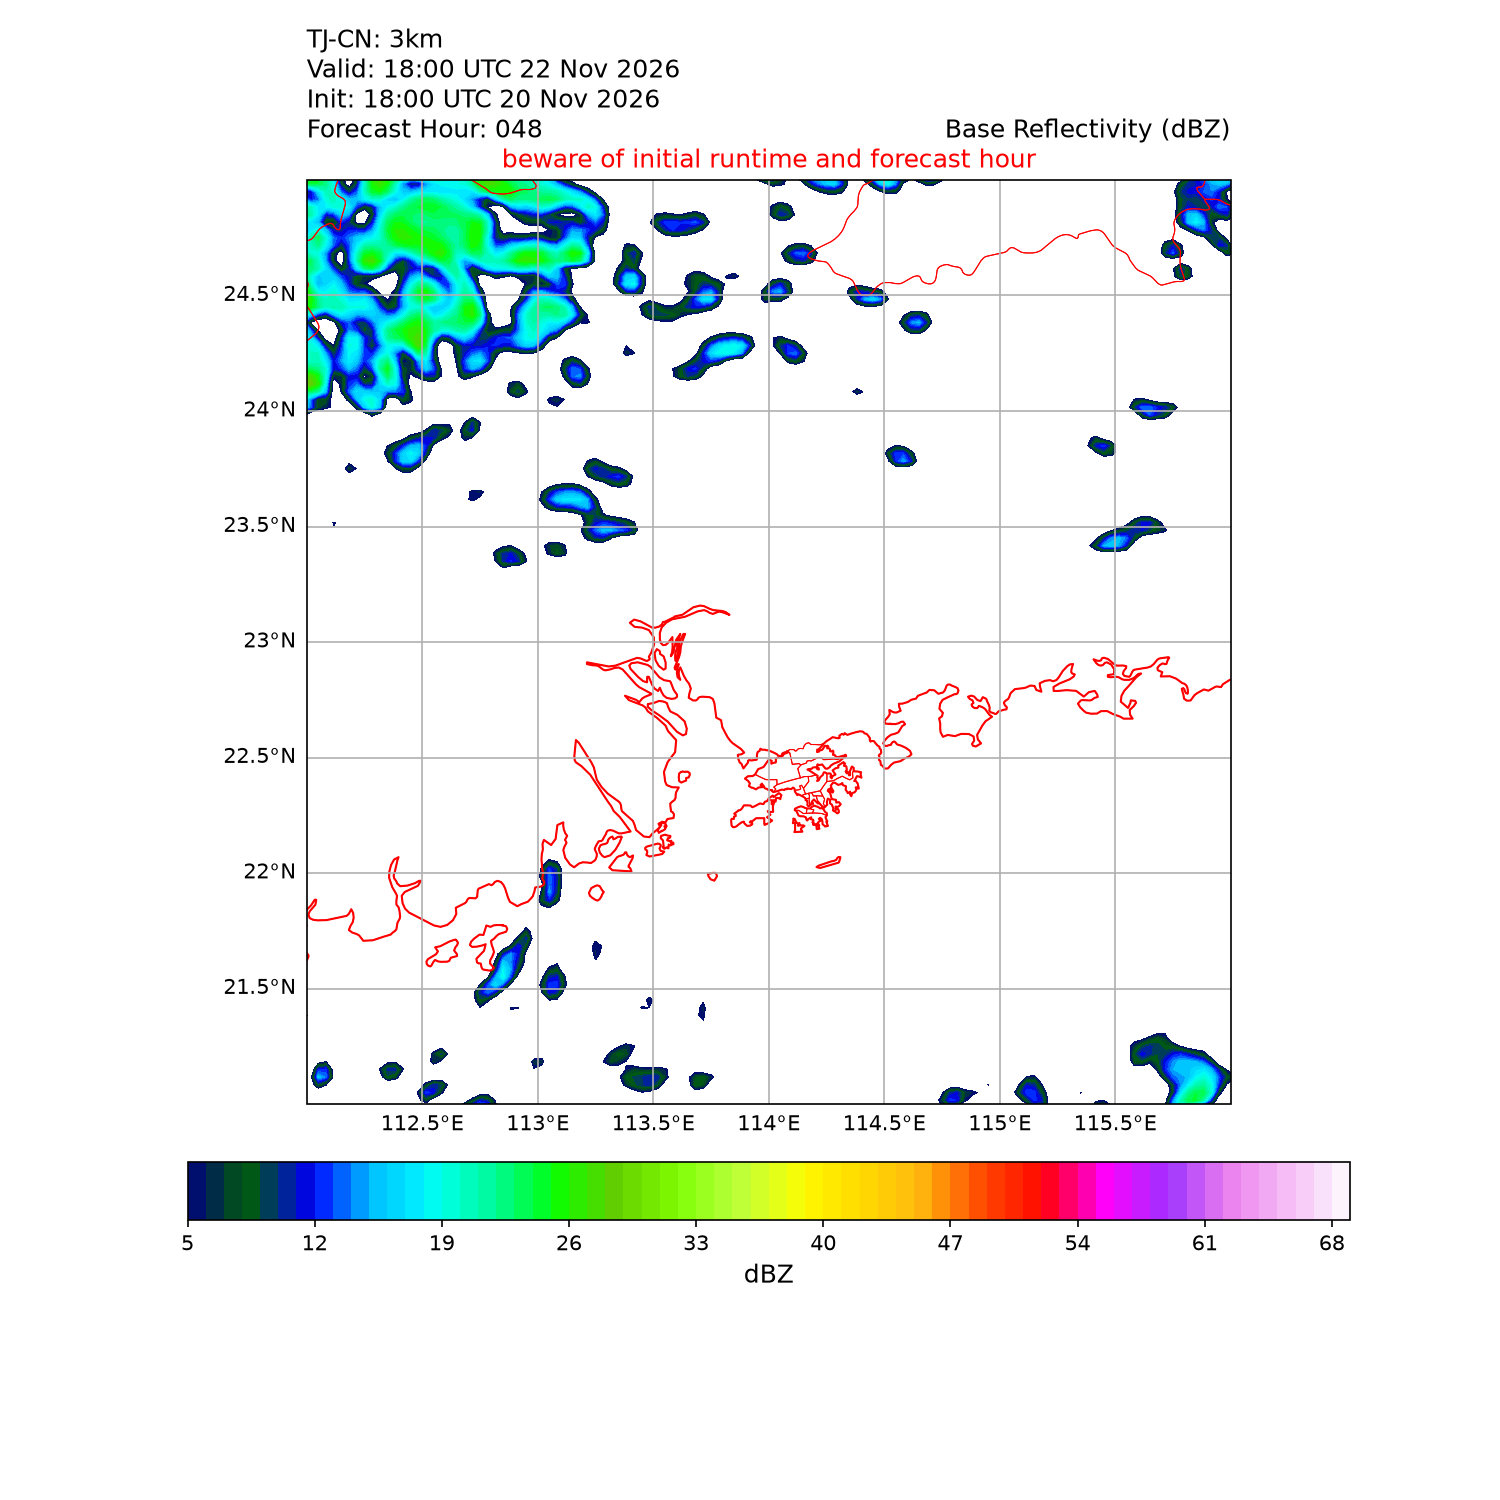 TJ-CN: 3km
Valid: 18:00 UTC 22 Nov 2026
Init: 18:00 UTC 20 Nov 2026
Forecast Hour: 048 Base Reflectivity (dBZ)
beware of initial runtime and forecast hour
24.5°N
24°N
23.5°N
23°N
22.5°N
22°N
21.5°N
112.5°E 113°E 113.5°E 114°E 114.5°E 115°E 115.5°E
5 12 19 26 33 40 47 54 61 68
dBZ